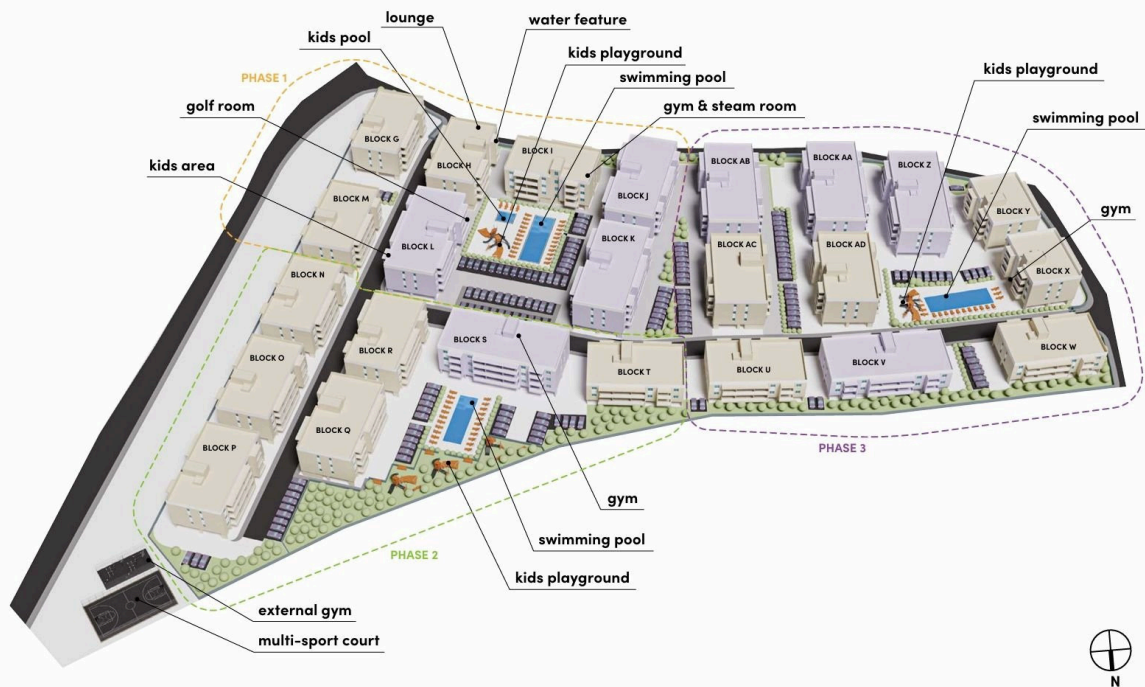 lounge
water feature
kids pool
kids playground
kids playground
PHASE 1
swimming pool
golf room
gym & steam room
swimming pool
kids area
BLOCK G
BLOCK H
BLOCK I
BLOCK J
BLOCK AB
BLOCK AA
BLOCK Z
BLOCK M
BLOCK L
BLOCK K
BLOCK Y
gym
BLOCK AC
BLOCK AD
BLOCK X
BLOCK N
BLOCK O
BLOCK R
BLOCK S
BLOCK T
BLOCK U
BLOCK V
BLOCK W
BLOCK P
BLOCK Q
PHASE 3
gym
swimming pool
PHASE 2
kids playground
external gym
multi-sport court
N